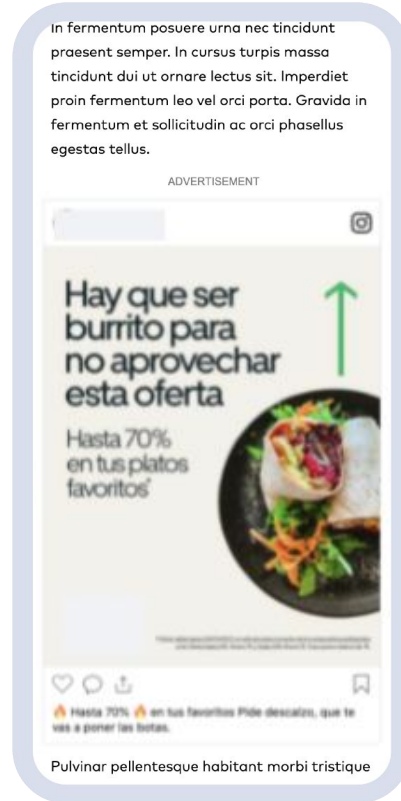 In fermentum posuere urna nec tincidunt
praesent semper. In cursus turpis massa
tincidunt dui ut ornare lectus sit. Imperdiet
proin fermentum leo vel orci porta. Gravida in
fermentum et sollicitudin ac orci phasellus
egestas tellus.
ADVERTISEMENT
Hay que ser
burrito para
no aprovechar
esta oferta
Hasta 70%
en tus platos
favoritos*
🔥 Hasta 70% 🔥 en tus favoritos Pide descalzo, que te
vas a poner las botas.
Pulvinar pellentesque habitant morbi tristique